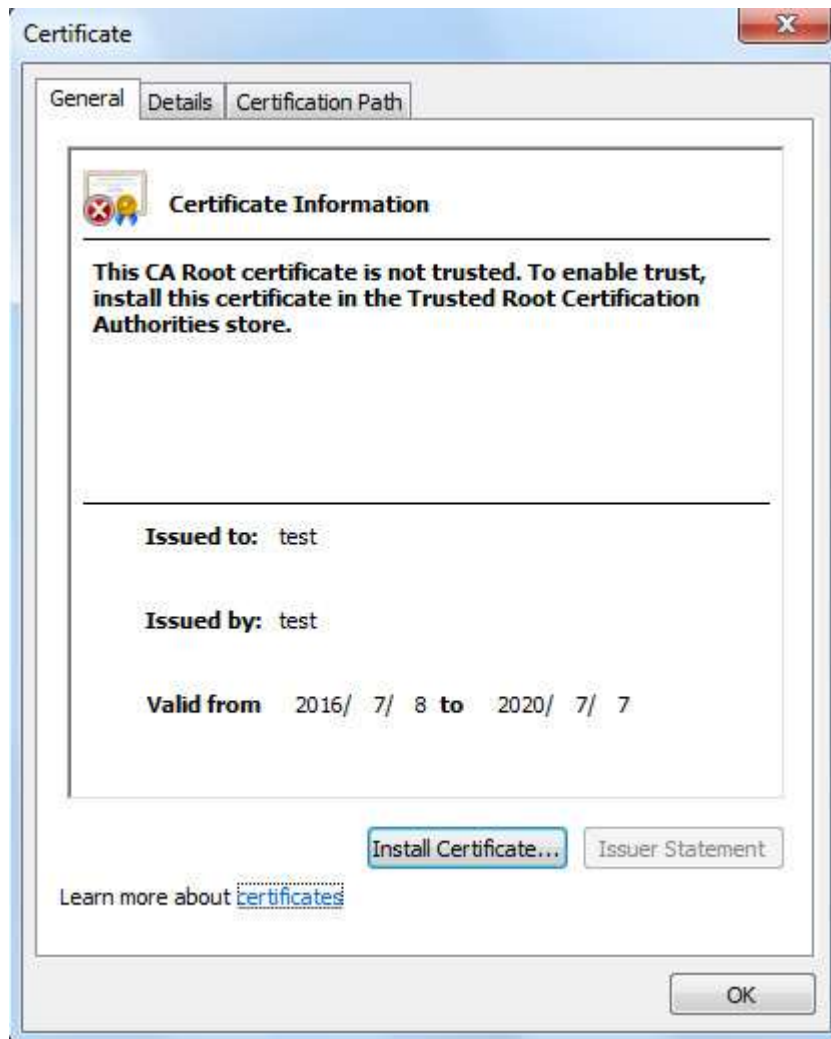 Certificate
General Details Certification Path
Certificate Information
This CA Root certificate is not trusted. To enable trust,
install this certificate in the Trusted Root Certification
Authorities store.
Issued to: test
Issued by: test
Valid from 2016/ 7/ 8 to 2020/ 7/ 7
Install Certificate... Issuer Statement
Learn more about certificates
OK